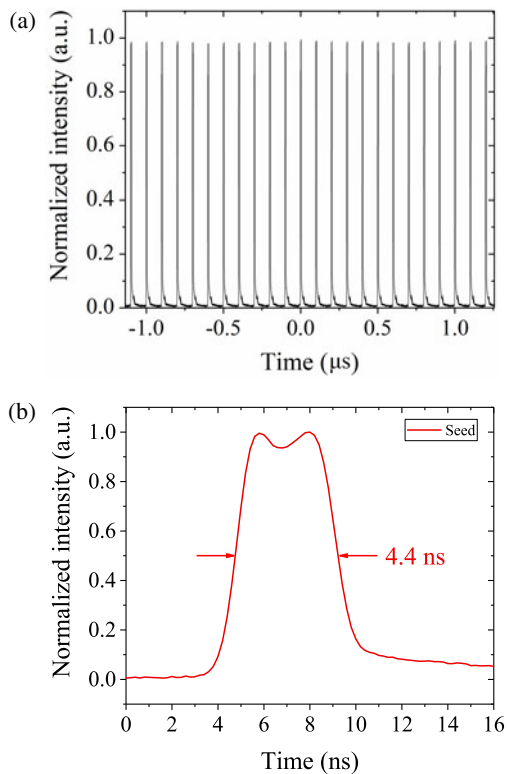 (a)
Normalized intensity (a.u.)
1.0
0.8
0.6
0.4
0.2
0.0
-1.0 -0.5 0.0 0.5 1.0
Time (μs)
(b)
Normalized intensity (a.u.)
1.0
0.8
0.6
0.4
0.2
0.0
Seed
4.4 ns
0 2 4 6 8 10 12 14 16
Time (ns)